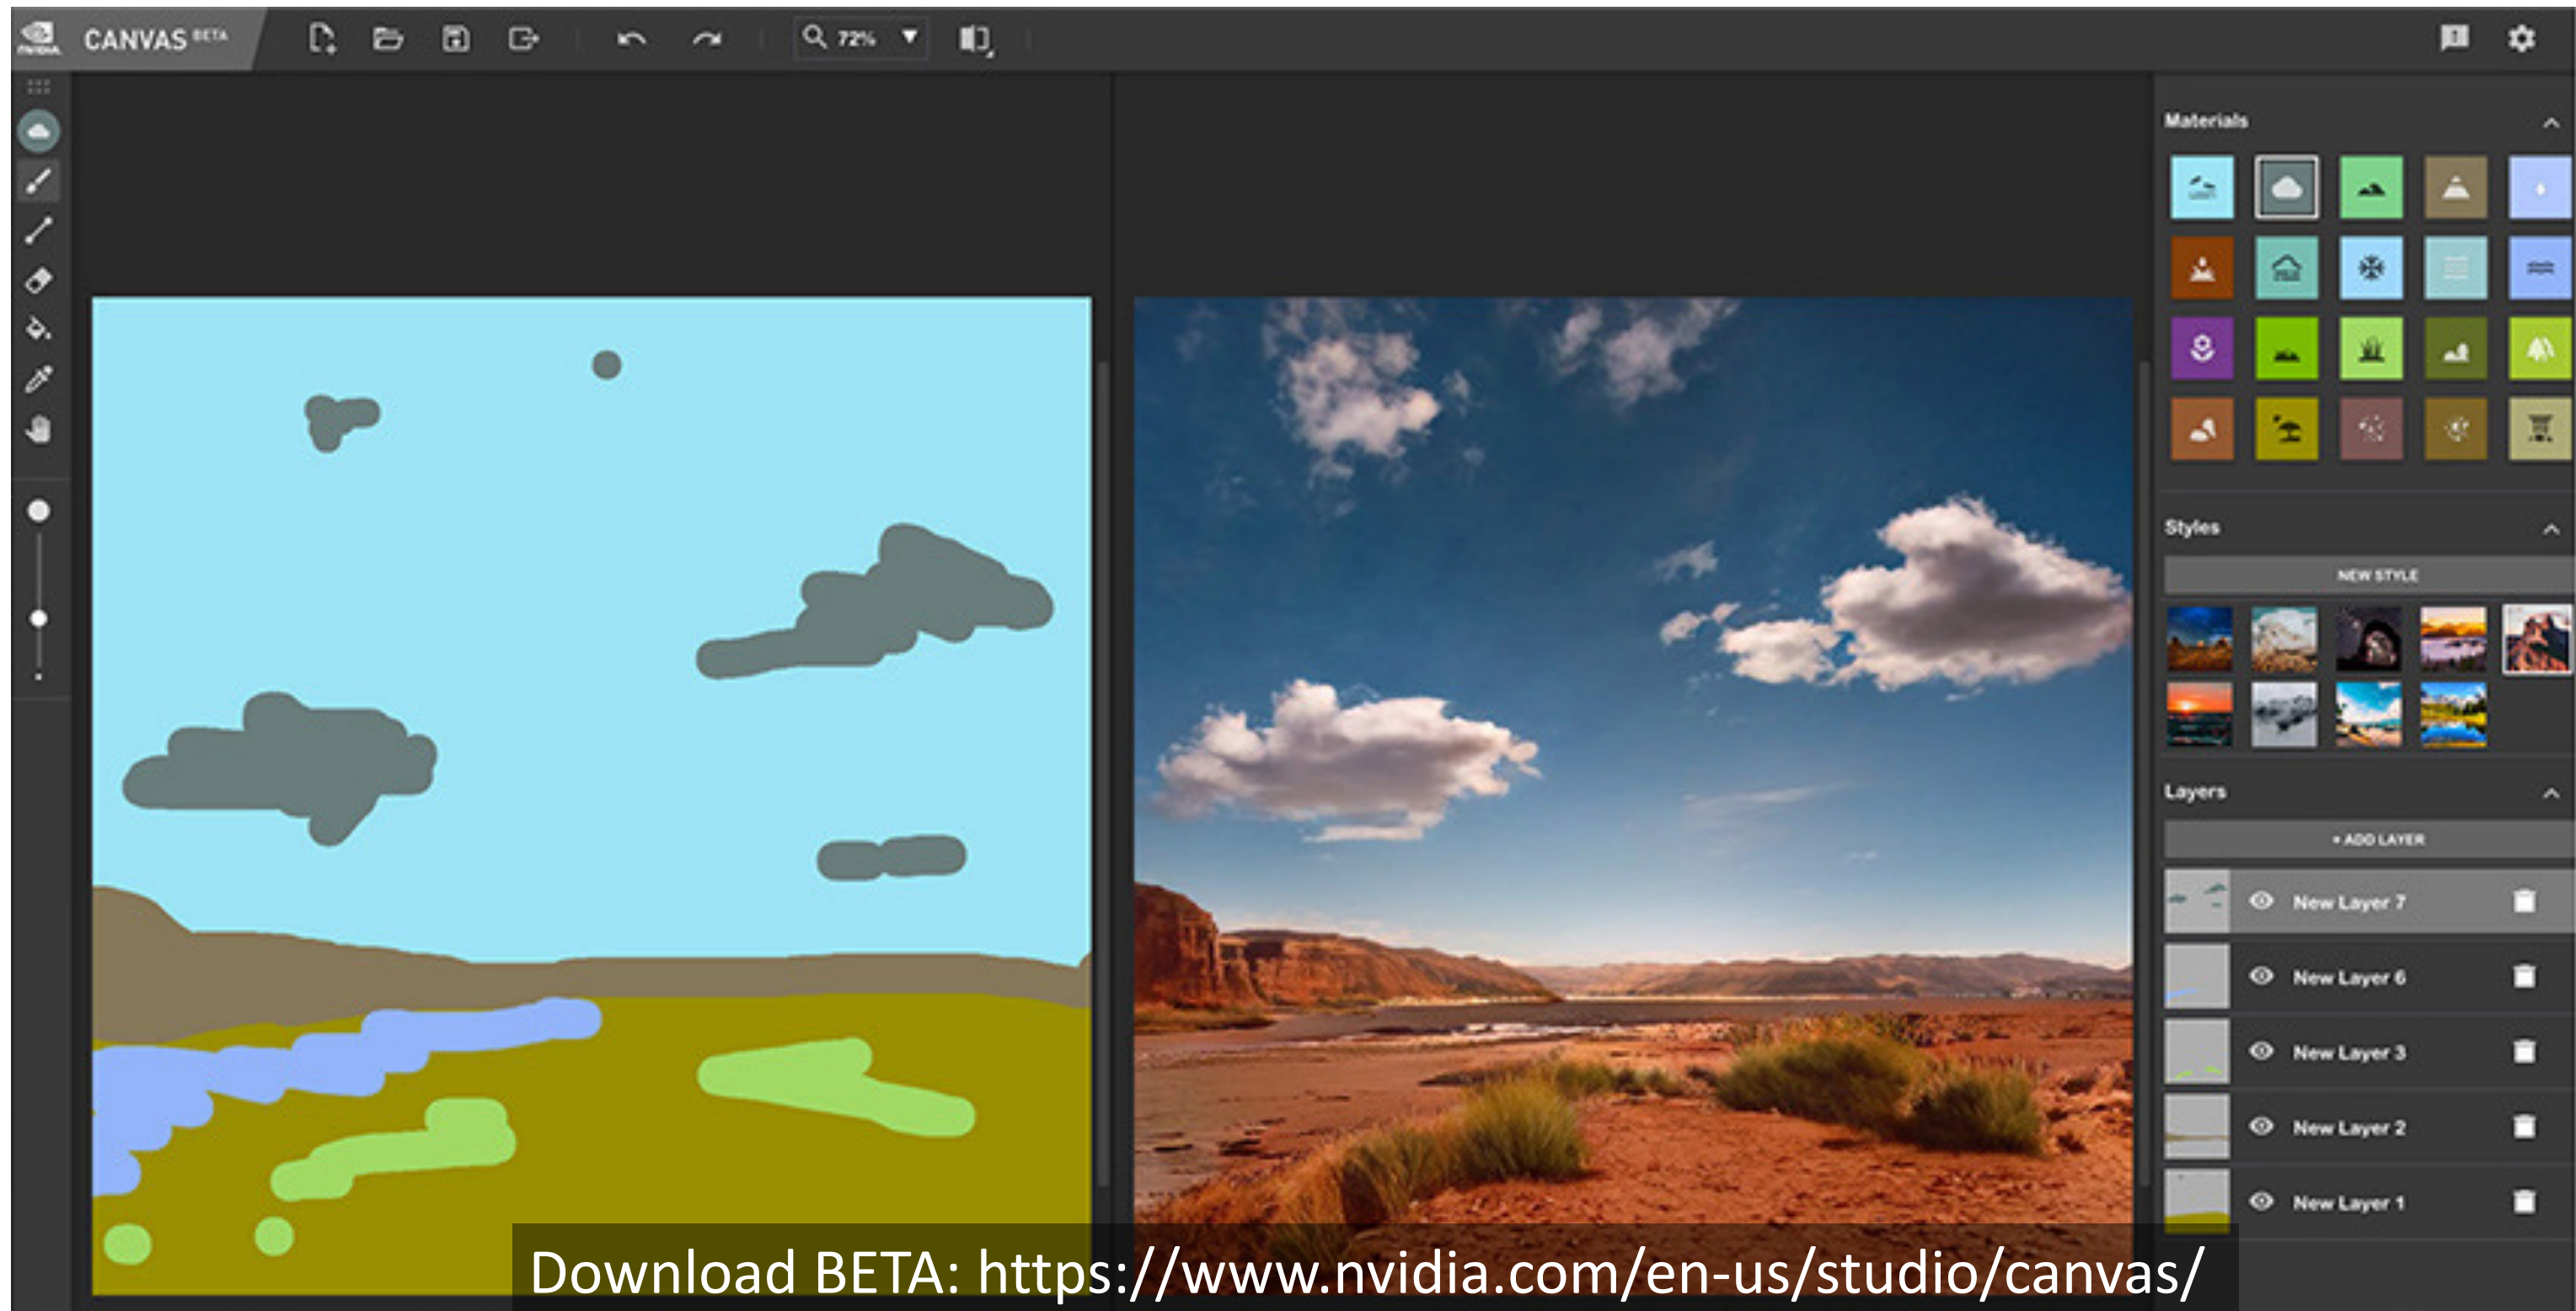 NVIDIA.
CANVAS BETA
72%
Materials
Styles
NEW STYLE
Layers
+ ADD LAYER
New Layer 7
New Layer 6
New Layer 3
New Layer 2
New Layer 1
Download BETA: https://www.nvidia.com/en-us/studio/canvas/